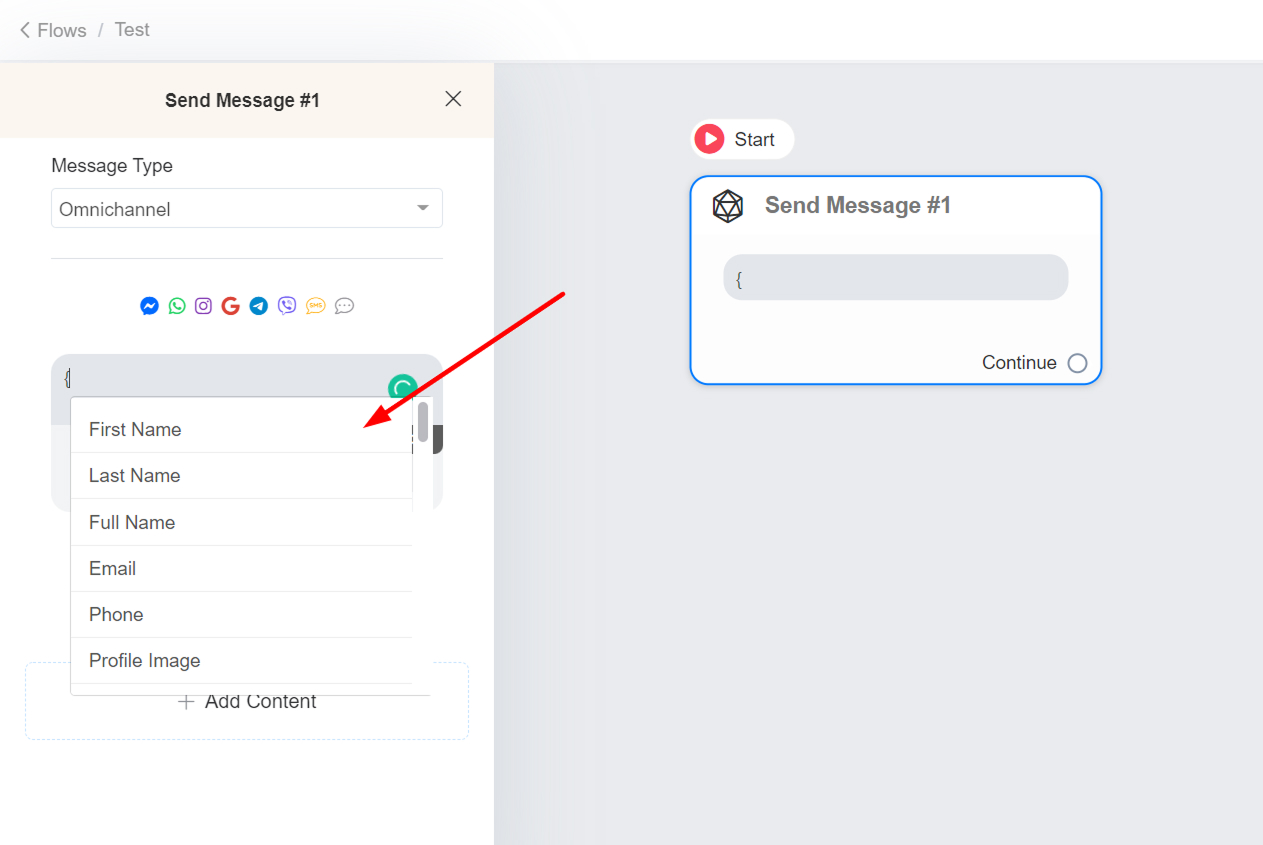 Flows / Test
Send Message #1
Message Type
Omnichannel
SMS
{
First Name
Last Name
Full Name
Email
Phone
Profile Image
+ Add Content
Start
Send Message #1
{
Continue